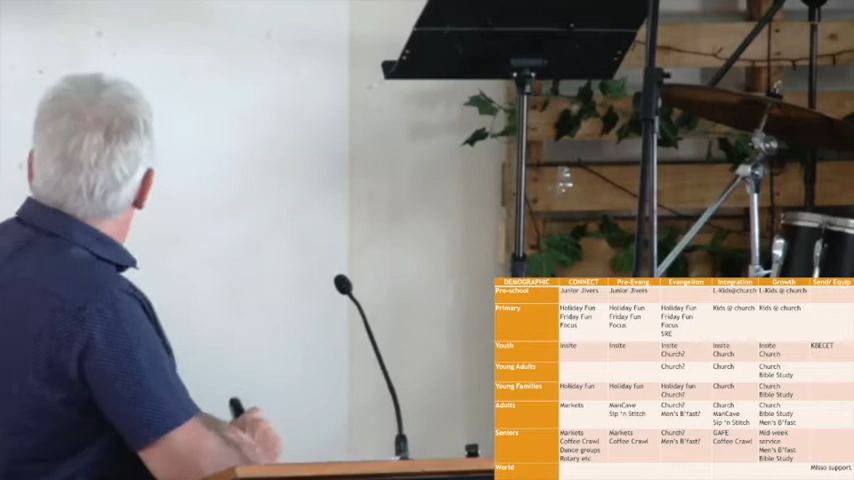 DEMOGRAPHIC CONNECT Pre-Evang Evangelism Integration Growth Send/ Equip
Pre-school Junior Jivers Junior Jivers L-Kids@church L-Kids @ church
Primary Holiday Fun Holiday Fun Holiday Fun Kids @ church Kids @ church
Friday Fun Friday Fun Friday Fun
Focus Focus Focus
SRE
Youth Insite Insite Insite Insite Insite KBECET
Church? Church Church
Young Adults Church? Church Church
Bible Study
Young Families Holiday fun Holiday fun Holiday fun Church Church
Church? Bible Study
Adults Markets ManCave Church? Church Church
Sip 'n Stitch Men's B'fast? ManCave Bible Study
Sip 'n Stitch Men's B'fast
Seniors Markets Markets Church? GAFE Mid-week
Coffee Crawl Coffee Crawl Men's B'fast? Coffee Crawl service
Dance groups Men's B'fast
Rotary etc Bible Study
World Misso support